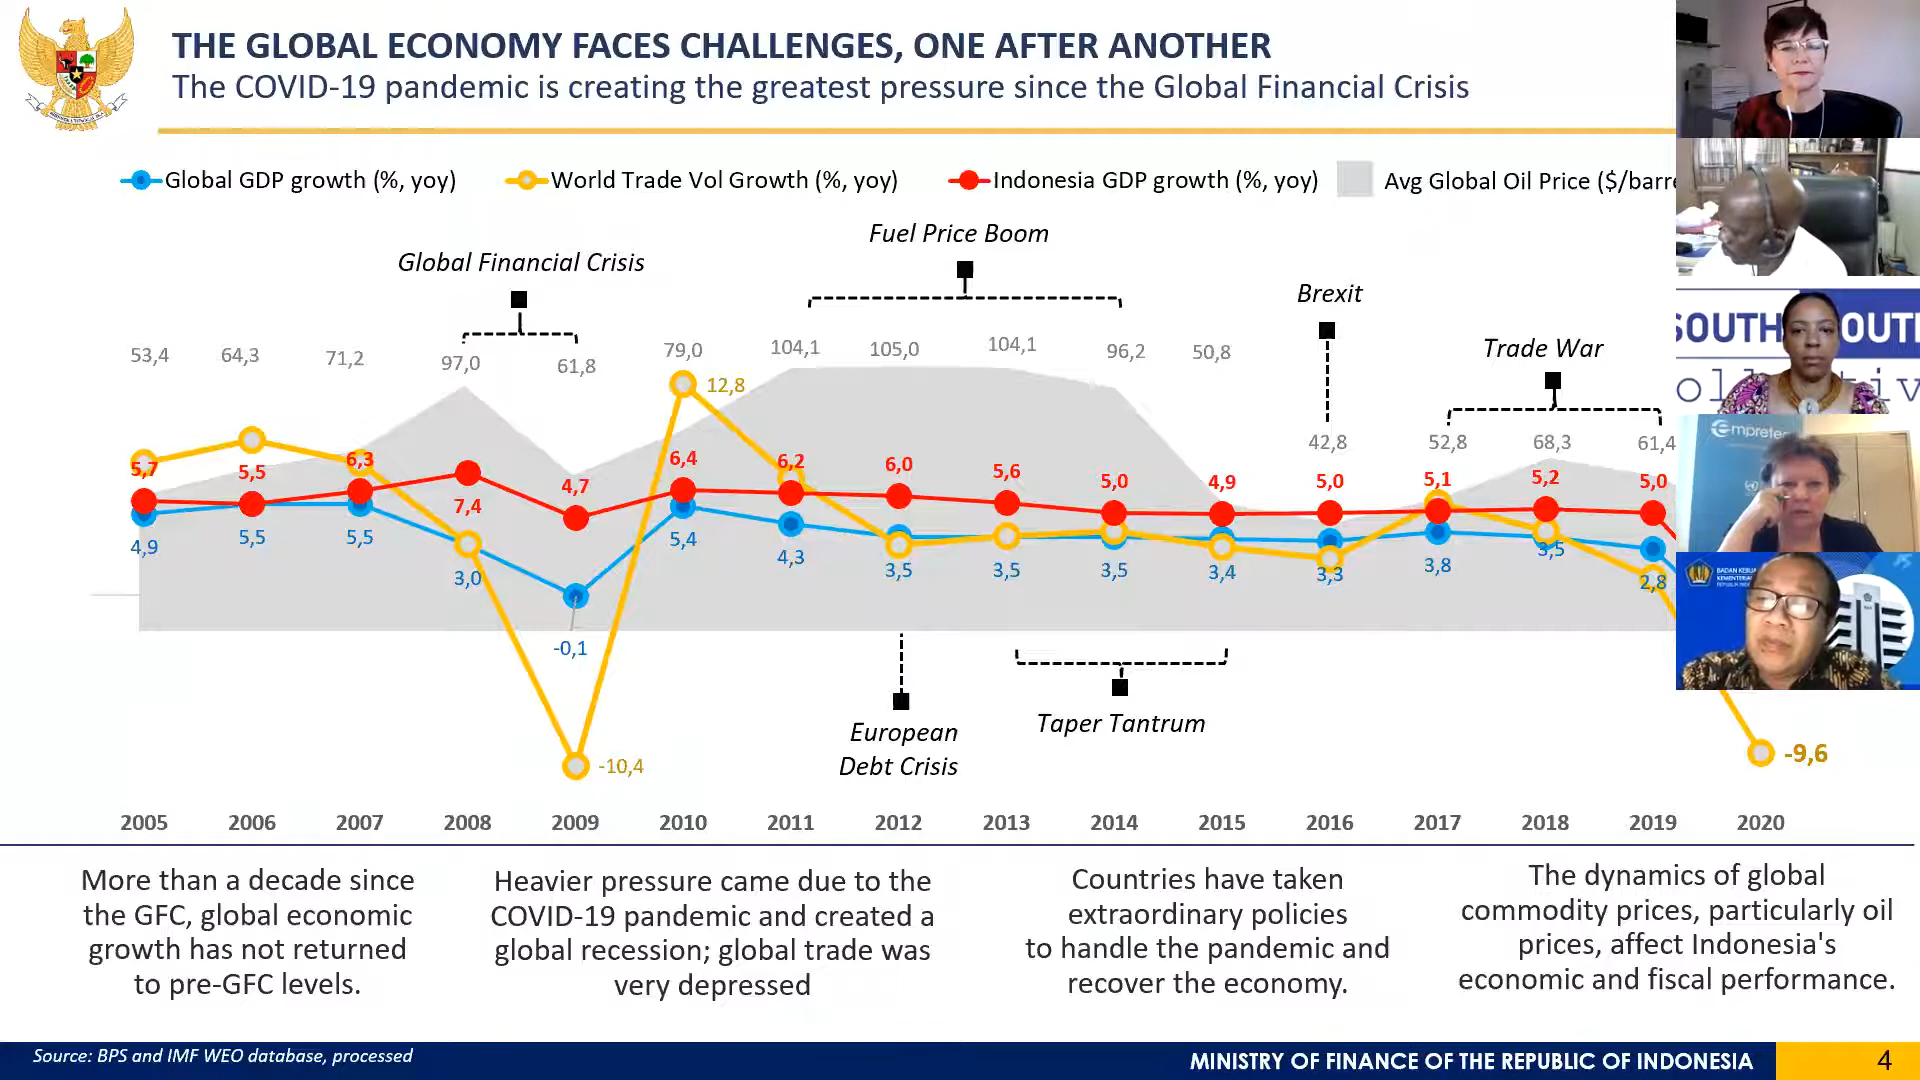 THE GLOBAL ECONOMY FACES CHALLENGES, ONE AFTER ANOTHER
The COVID-19 pandemic is creating the greatest pressure since the Global Financial Crisis
Global GDP growth (%, yoy)
World Trade Vol Growth (%, yoy)
Indonesia GDP growth (%, yoy)
Avg Global Oil Price ($/barre
Fuel Price Boom
Global Financial Crisis
Brexit
Trade War
53,4 64,3 71,2 97,0 61,8 79,0 104,1 105,0 104,1 96,2 50,8 42,8 52,8 68,3 61,4
12,8
5,7 5,5 6,3 7,4 4,7 6,4 6,2 6,0 5,6 5,0 4,9 5,0 5,1 5,2 5,0
4,9 5,5 5,5 3,0 -0,1 5,4 4,3 3,5 3,5 3,5 3,4 3,3 3,8 3,5 2,8
-10,4
-9,6
European
Debt Crisis
Taper Tantrum
2005 2006 2007 2008 2009 2010 2011 2012 2013 2014 2015 2016 2017 2018 2019 2020
More than a decade since
the GFC, global economic
growth has not returned
to pre-GFC levels.
Heavier pressure came due to the
COVID-19 pandemic and created a
global recession; global trade was
very depressed
Countries have taken
extraordinary policies
to handle the pandemic and
recover the economy.
The dynamics of global
commodity prices, particularly oil
prices, affect Indonesia's
economic and fiscal performance.
Source: BPS and IMF WEO database, processed
MINISTRY OF FINANCE OF THE REPUBLIC OF INDONESIA
4
SOUTH
OUT
empretec
BADAN